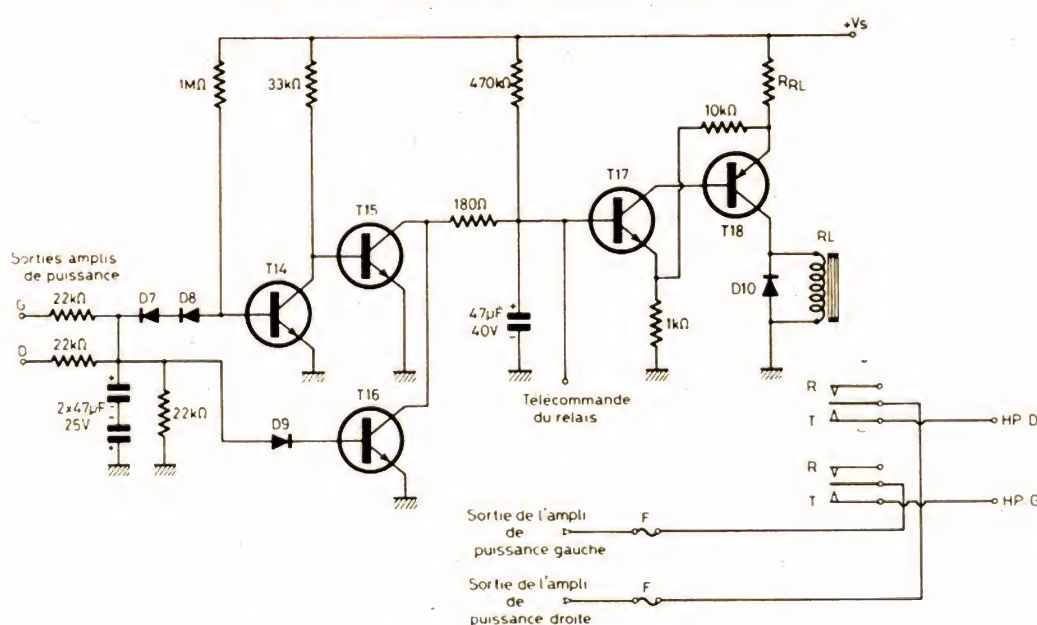 +Vs
1MΩ
33kΩ
470kΩ
RRL
10kΩ
T17
T15
180Ω
T18
Sorties amplis
de puissance
RL
T14
G
22kΩ
D7
D8
D10
47µF
40V
1kΩ
D
22kΩ
T16
Télécommande
du relais
R
2x47µF
25V
22kΩ
D9
T
HP D
R
T
HP G
Sortie de l'ampli
de
puissance gauche
F
Sortie de l'ampli
de
puissance droite
F